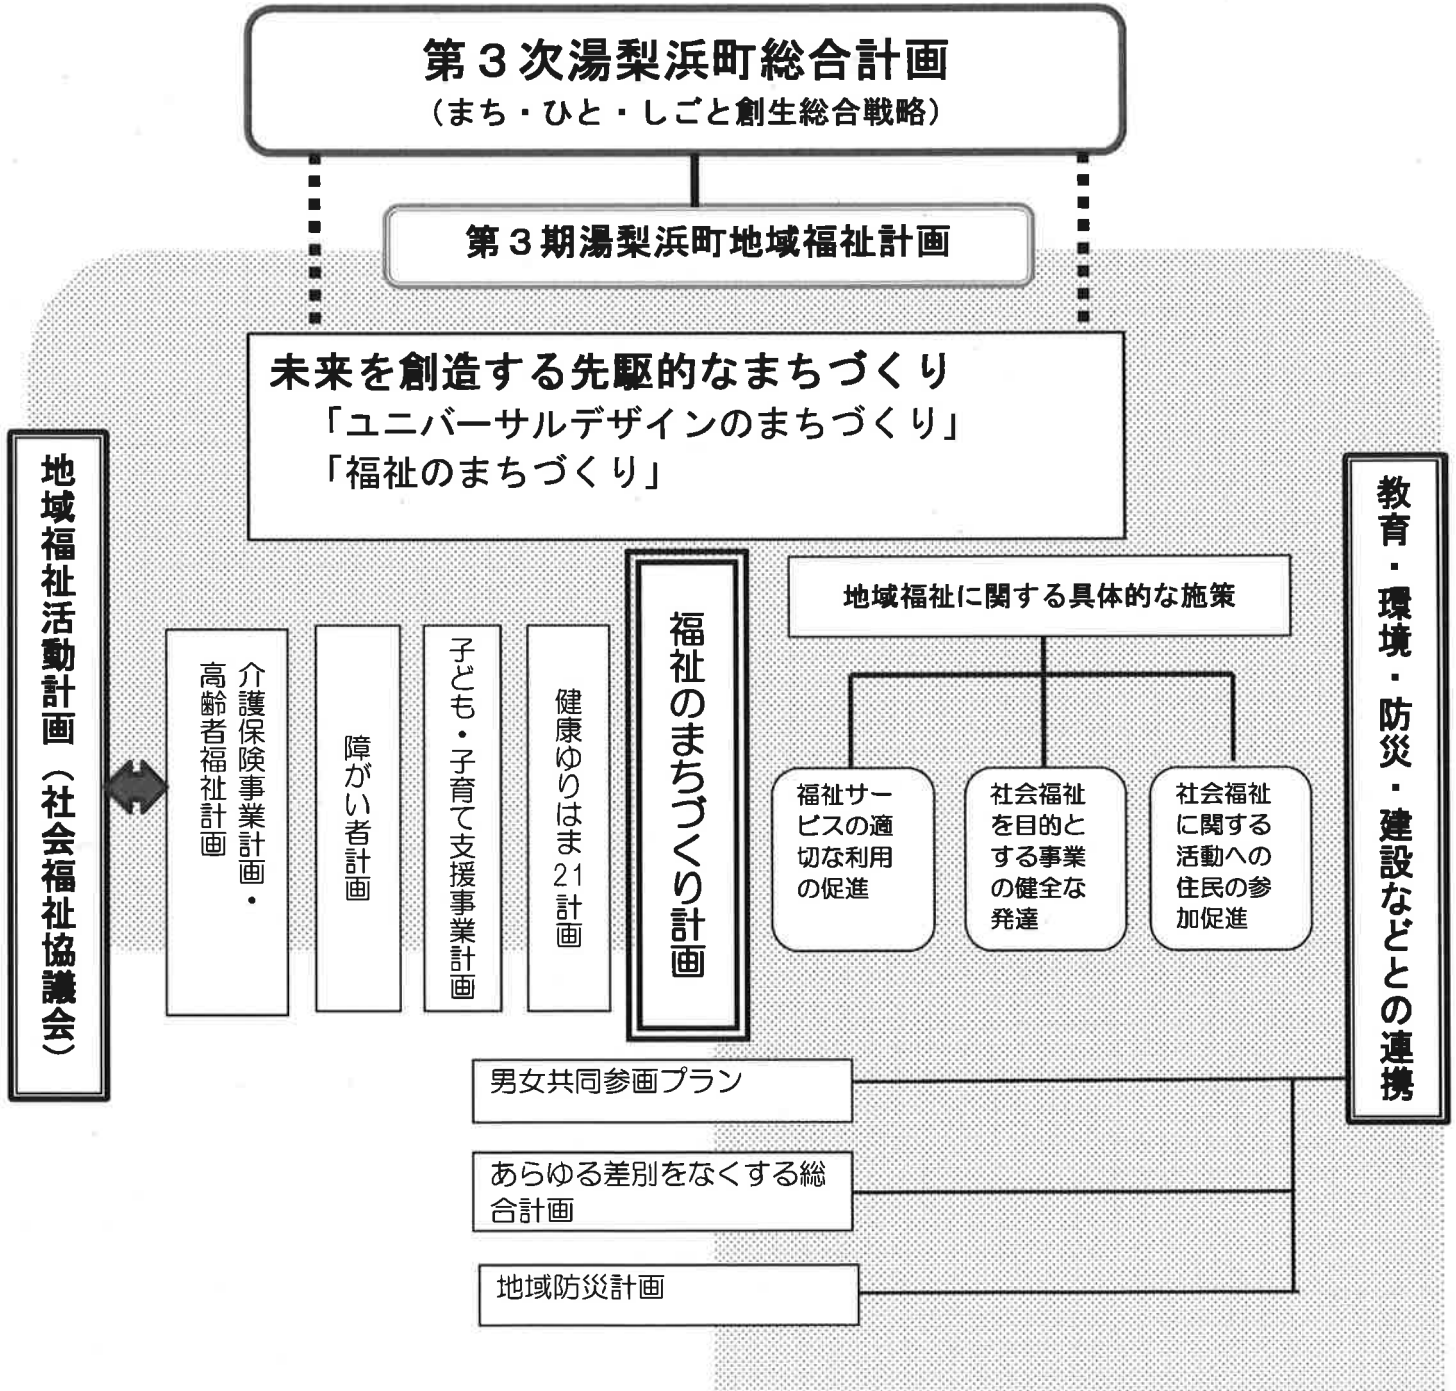 第３次湯梨浜町総合計画
（まち・ひと・しごと創生総合戦略）
第３期湯梨浜町地域福祉計画
未来を創造する先駆的なまちづくり
「ユニバーサルデザインのまちづくり」
「福祉のまちづくり」
地域福祉活動計画（社会福祉協議会）
介護保険事業計画・
高齢者福祉計画
障がい者計画
子ども・子育て支援事業計画
健康ゆりはま21計画
福祉のまちづくり計画
地域福祉に関する具体的な施策
福祉サー
ビスの適
切な利用
の促進
社会福祉
を目的と
する事業
の健全な
発達
社会福祉
に関する
活動への
住民の参
加促進
教育・環境・防災・建設などとの連携
男女共同参画プラン
あらゆる差別をなくする総
合計画
地域防災計画